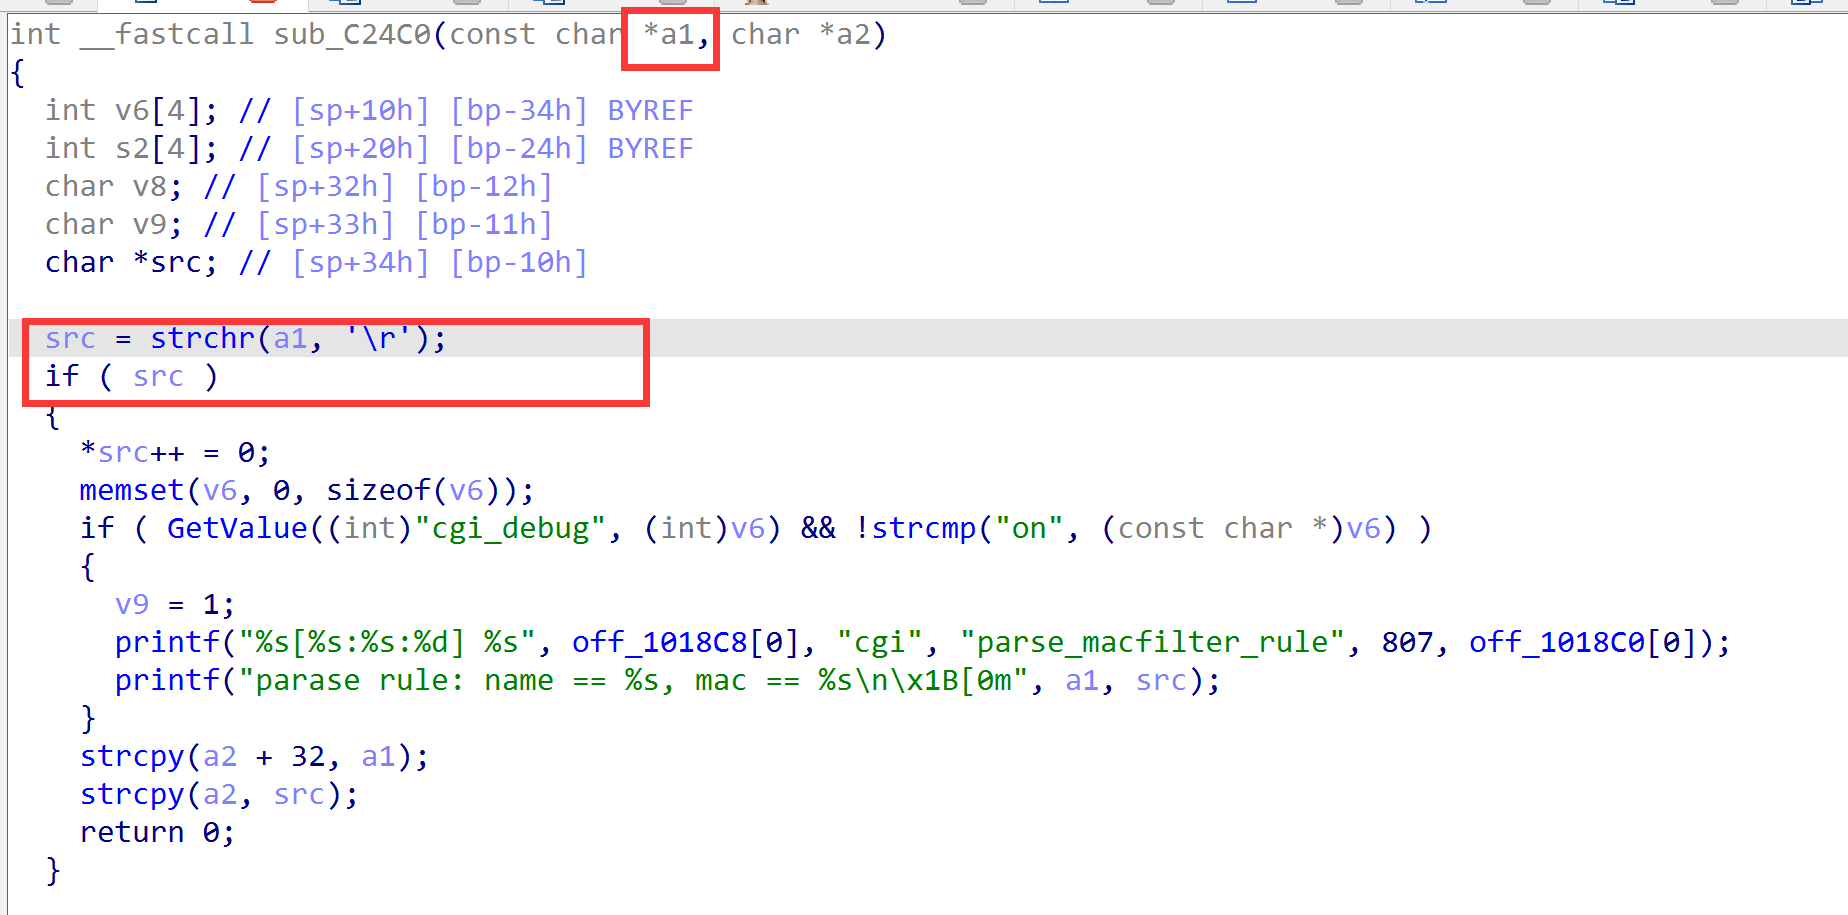 int __fastcall sub_C24C0(const char *a1, char *a2)
{
  int v6[4]; // [sp+10h] [bp-34h] BYREF
  int s2[4]; // [sp+20h] [bp-24h] BYREF
  char v8; // [sp+32h] [bp-12h]
  char v9; // [sp+33h] [bp-11h]
  char *src; // [sp+34h] [bp-10h]
  src = strchr(a1, '\r');
  if ( src )
  {
    *src++ = 0;
    memset(v6, 0, sizeof(v6));
    if ( GetValue((int)"cgi_debug", (int)v6) && !strcmp("on", (const char *)v6) )
    {
      v9 = 1;
      printf("%s[%s:%s:%d] %s", off_1018C8[0], "cgi", "parse_macfilter_rule", 807, off_1018C0[0]);
      printf("parase rule: name == %s, mac == %s\n\x1B[0m", a1, src);
    }
    strcpy(a2 + 32, a1);
    strcpy(a2, src);
    return 0;
  }